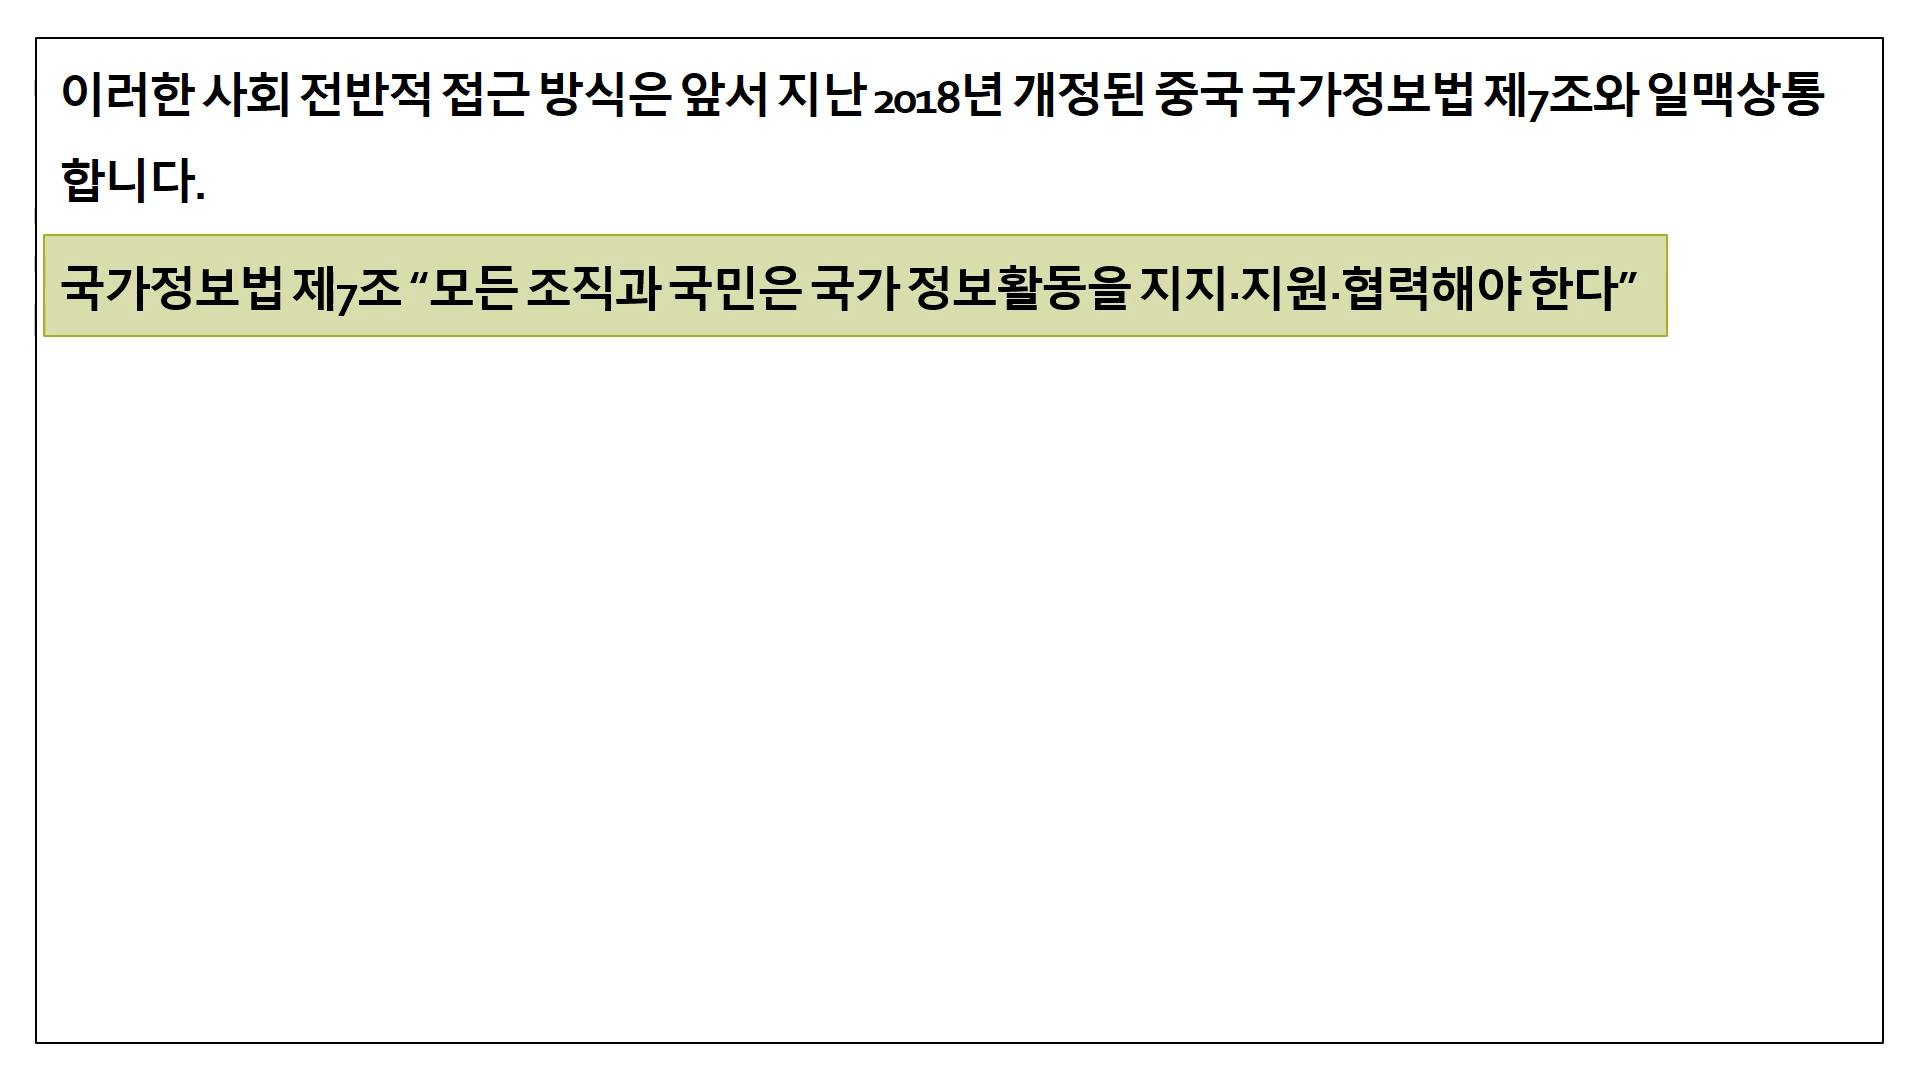 이러한 사회 전반적 접근 방식은 앞서 지난 2018년 개정된 중국 국가정보법 제7조와 일맥상통
합니다.
국가정보법 제7조 “모든 조직과 국민은 국가 정보활동을 지지·지원·협력해야 한다”